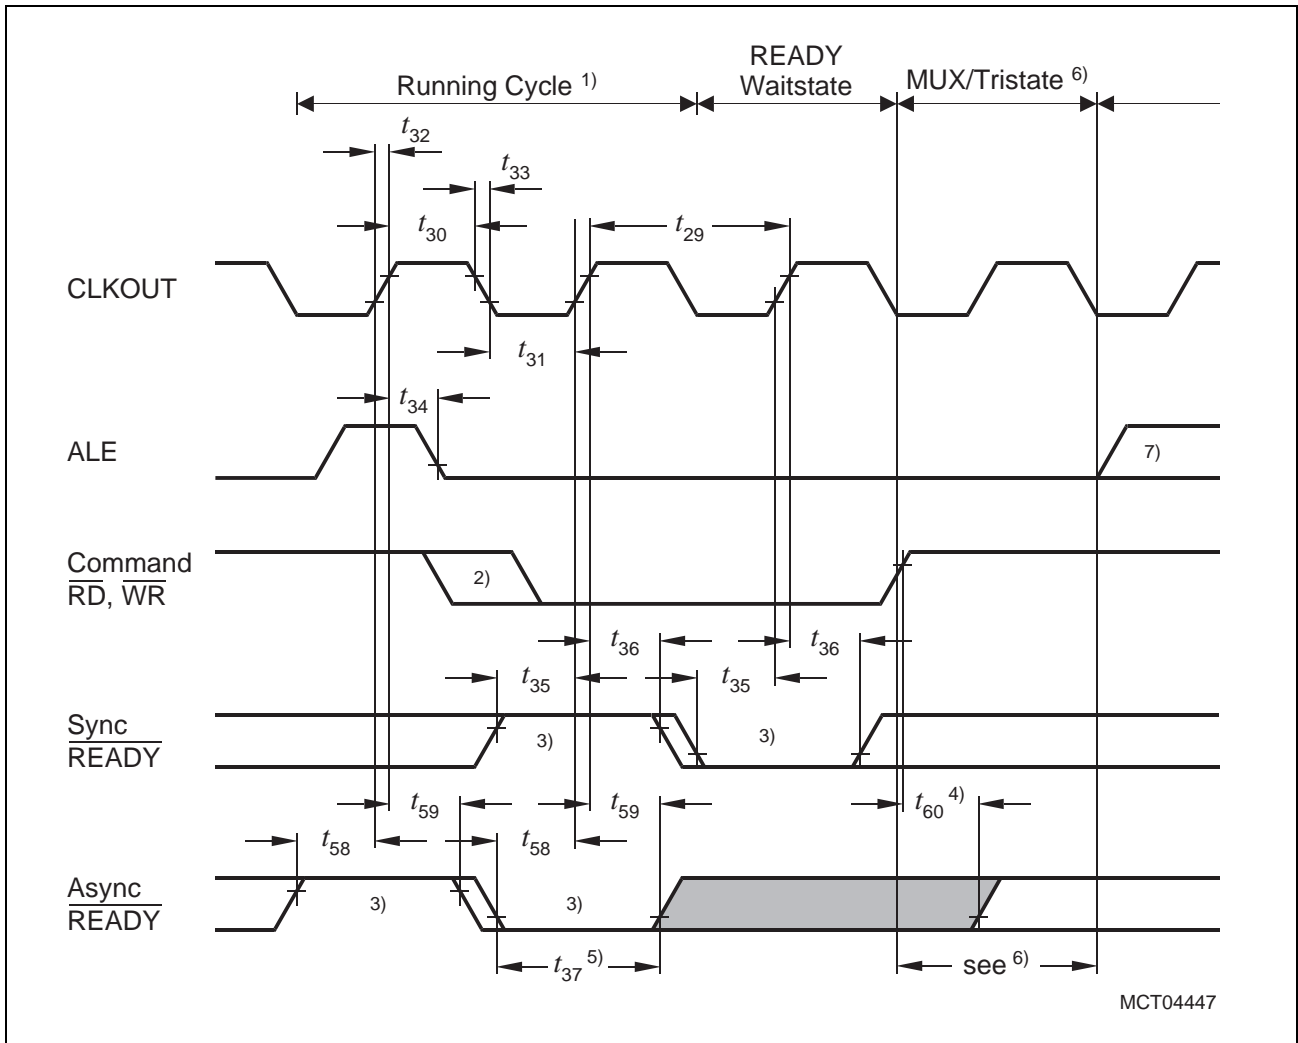 READY
Running Cycle 1)
Waitstate
MUX/Tristate 6)
t32
t33
t30
t29
CLKOUT
t31
t34
ALE
7)
Command
RD, WR
2)
t36
t36
t35
t35
Sync
READY
3)
3)
t59
t59
t60 4)
t58
t58
Async
READY
3)
3)
t37 5)
see 6)
MCT04447